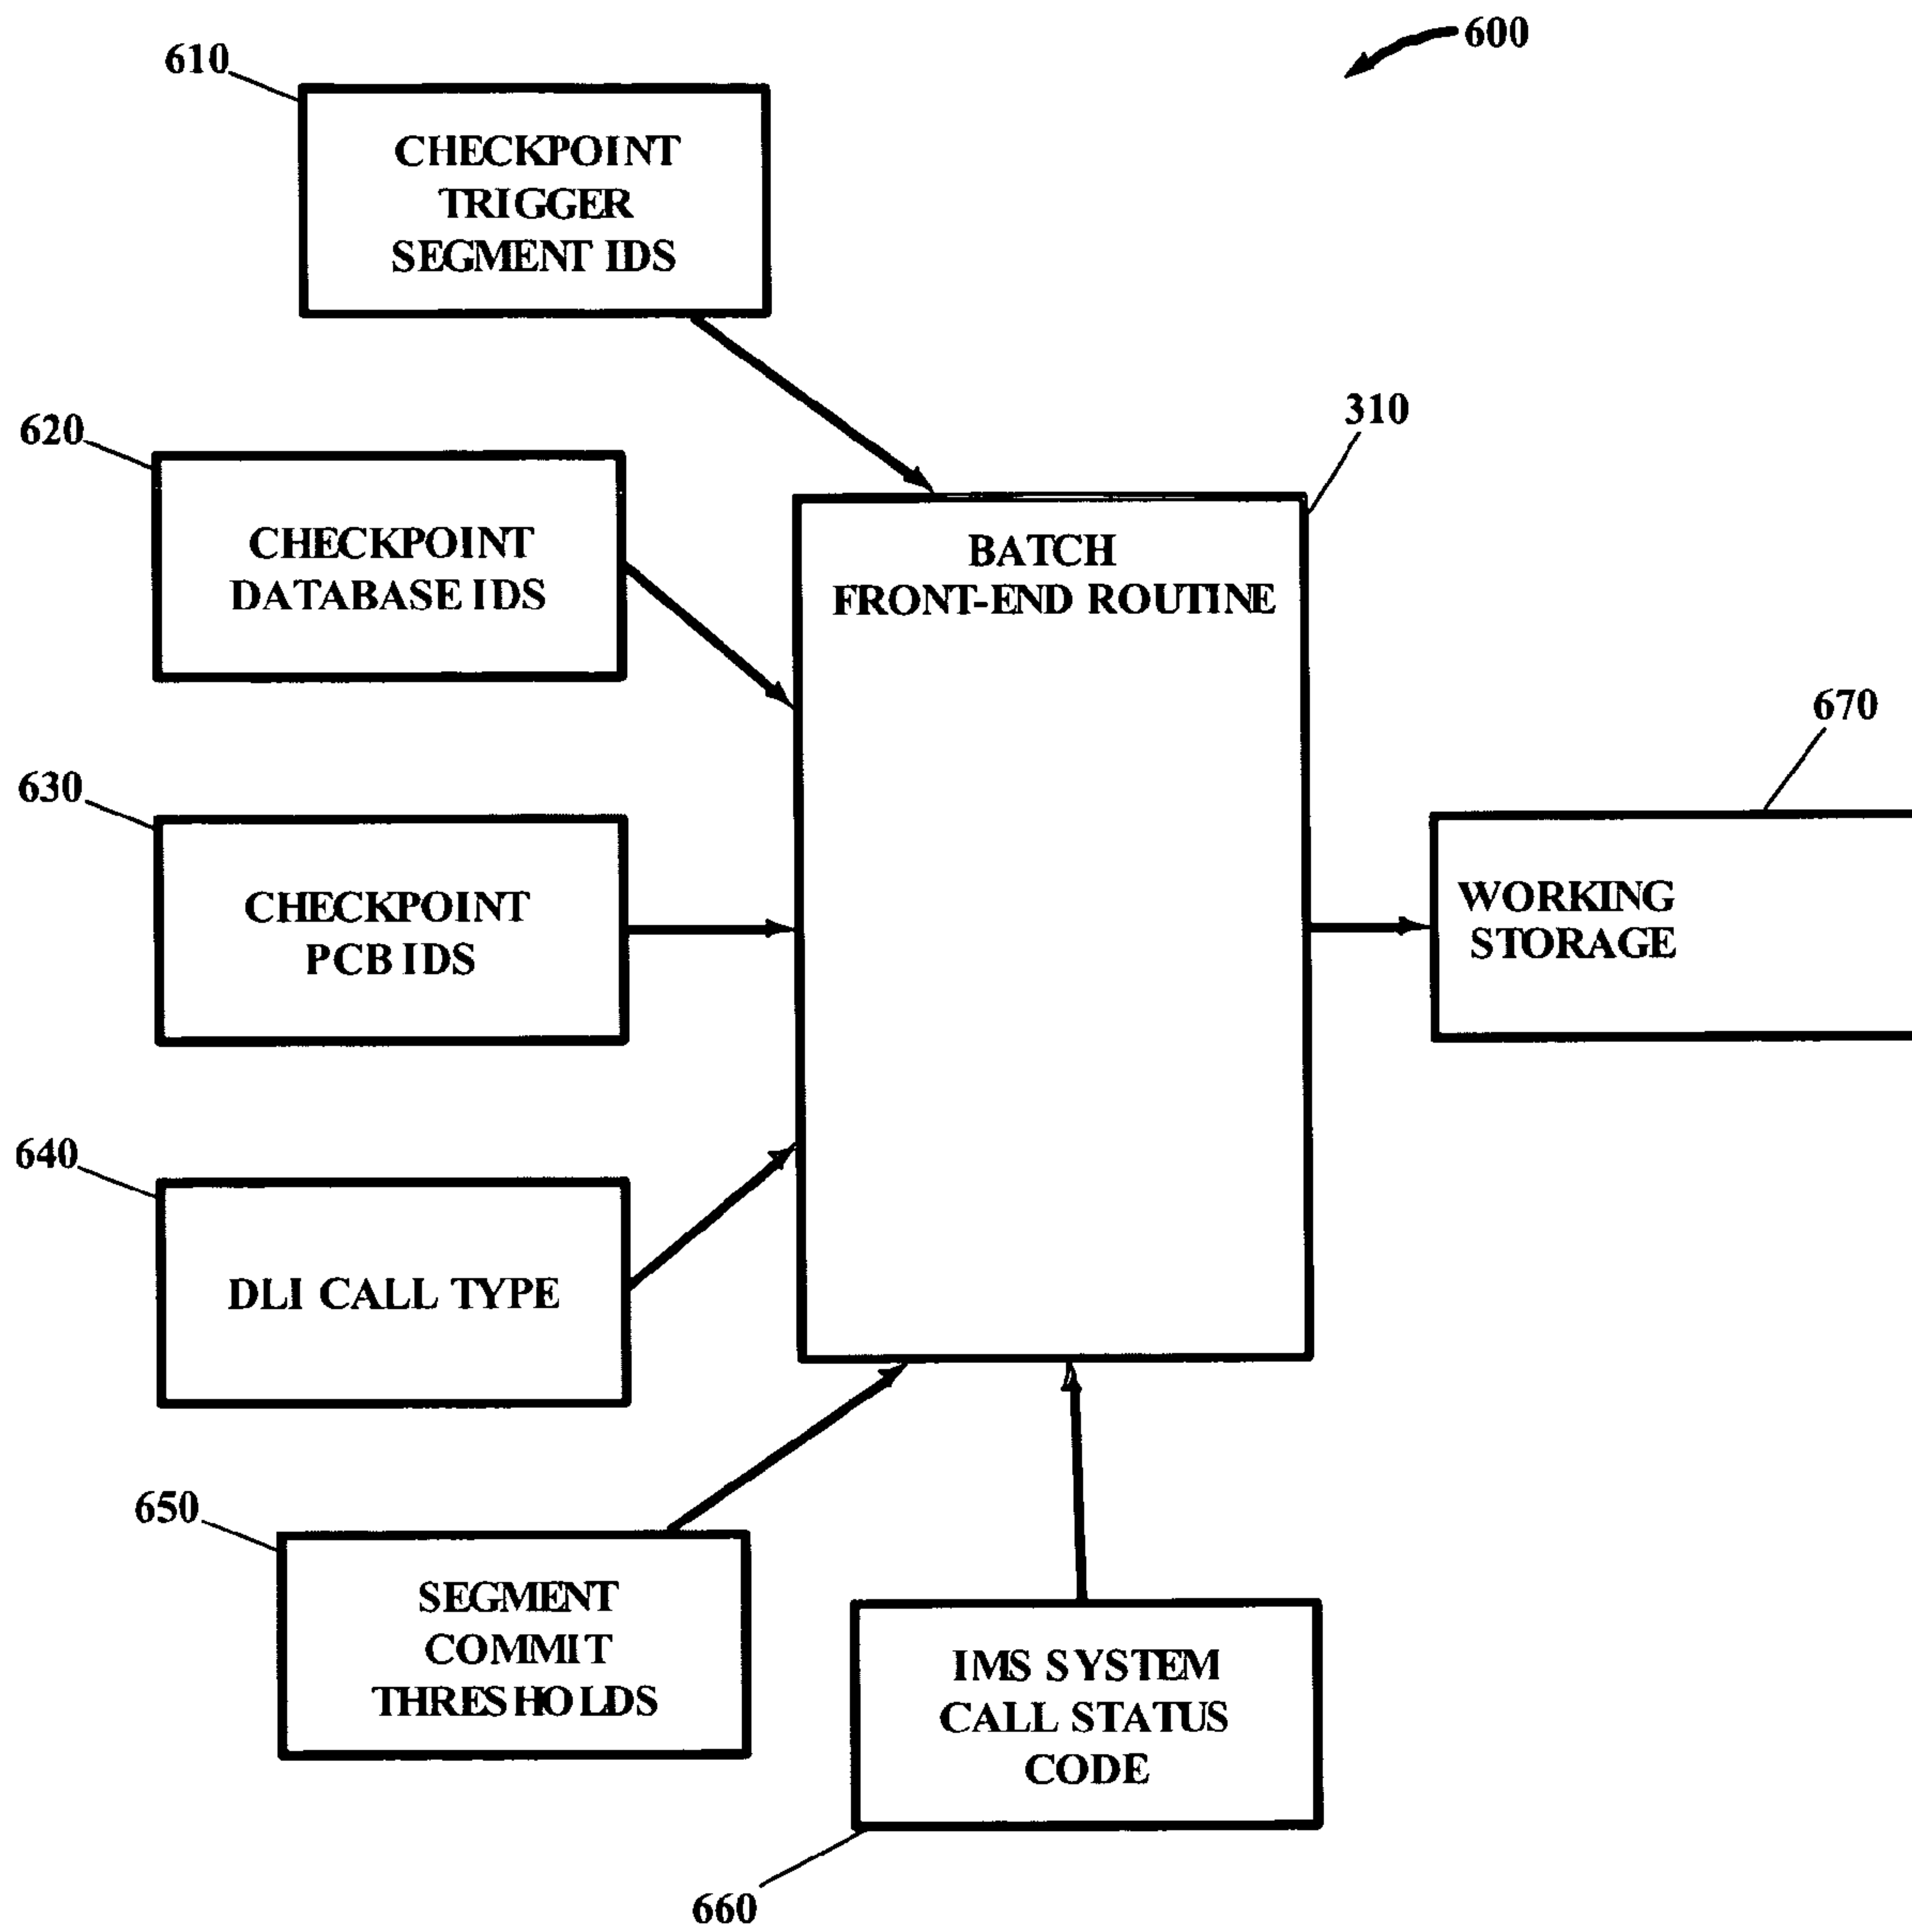 600
610
CHECKPOINT
TRIGGER
SEGMENT IDS
620
CHECKPOINT
DATABASE IDS
310
BATCH
FRONT-END ROUTINE
630
CHECKPOINT
PCB IDS
670
WORKING
STORAGE
640
DLI CALL TYPE
650
SEGMENT
COMMIT
THRESHOLDS
IMS SYSTEM
CALL STATUS
CODE
660